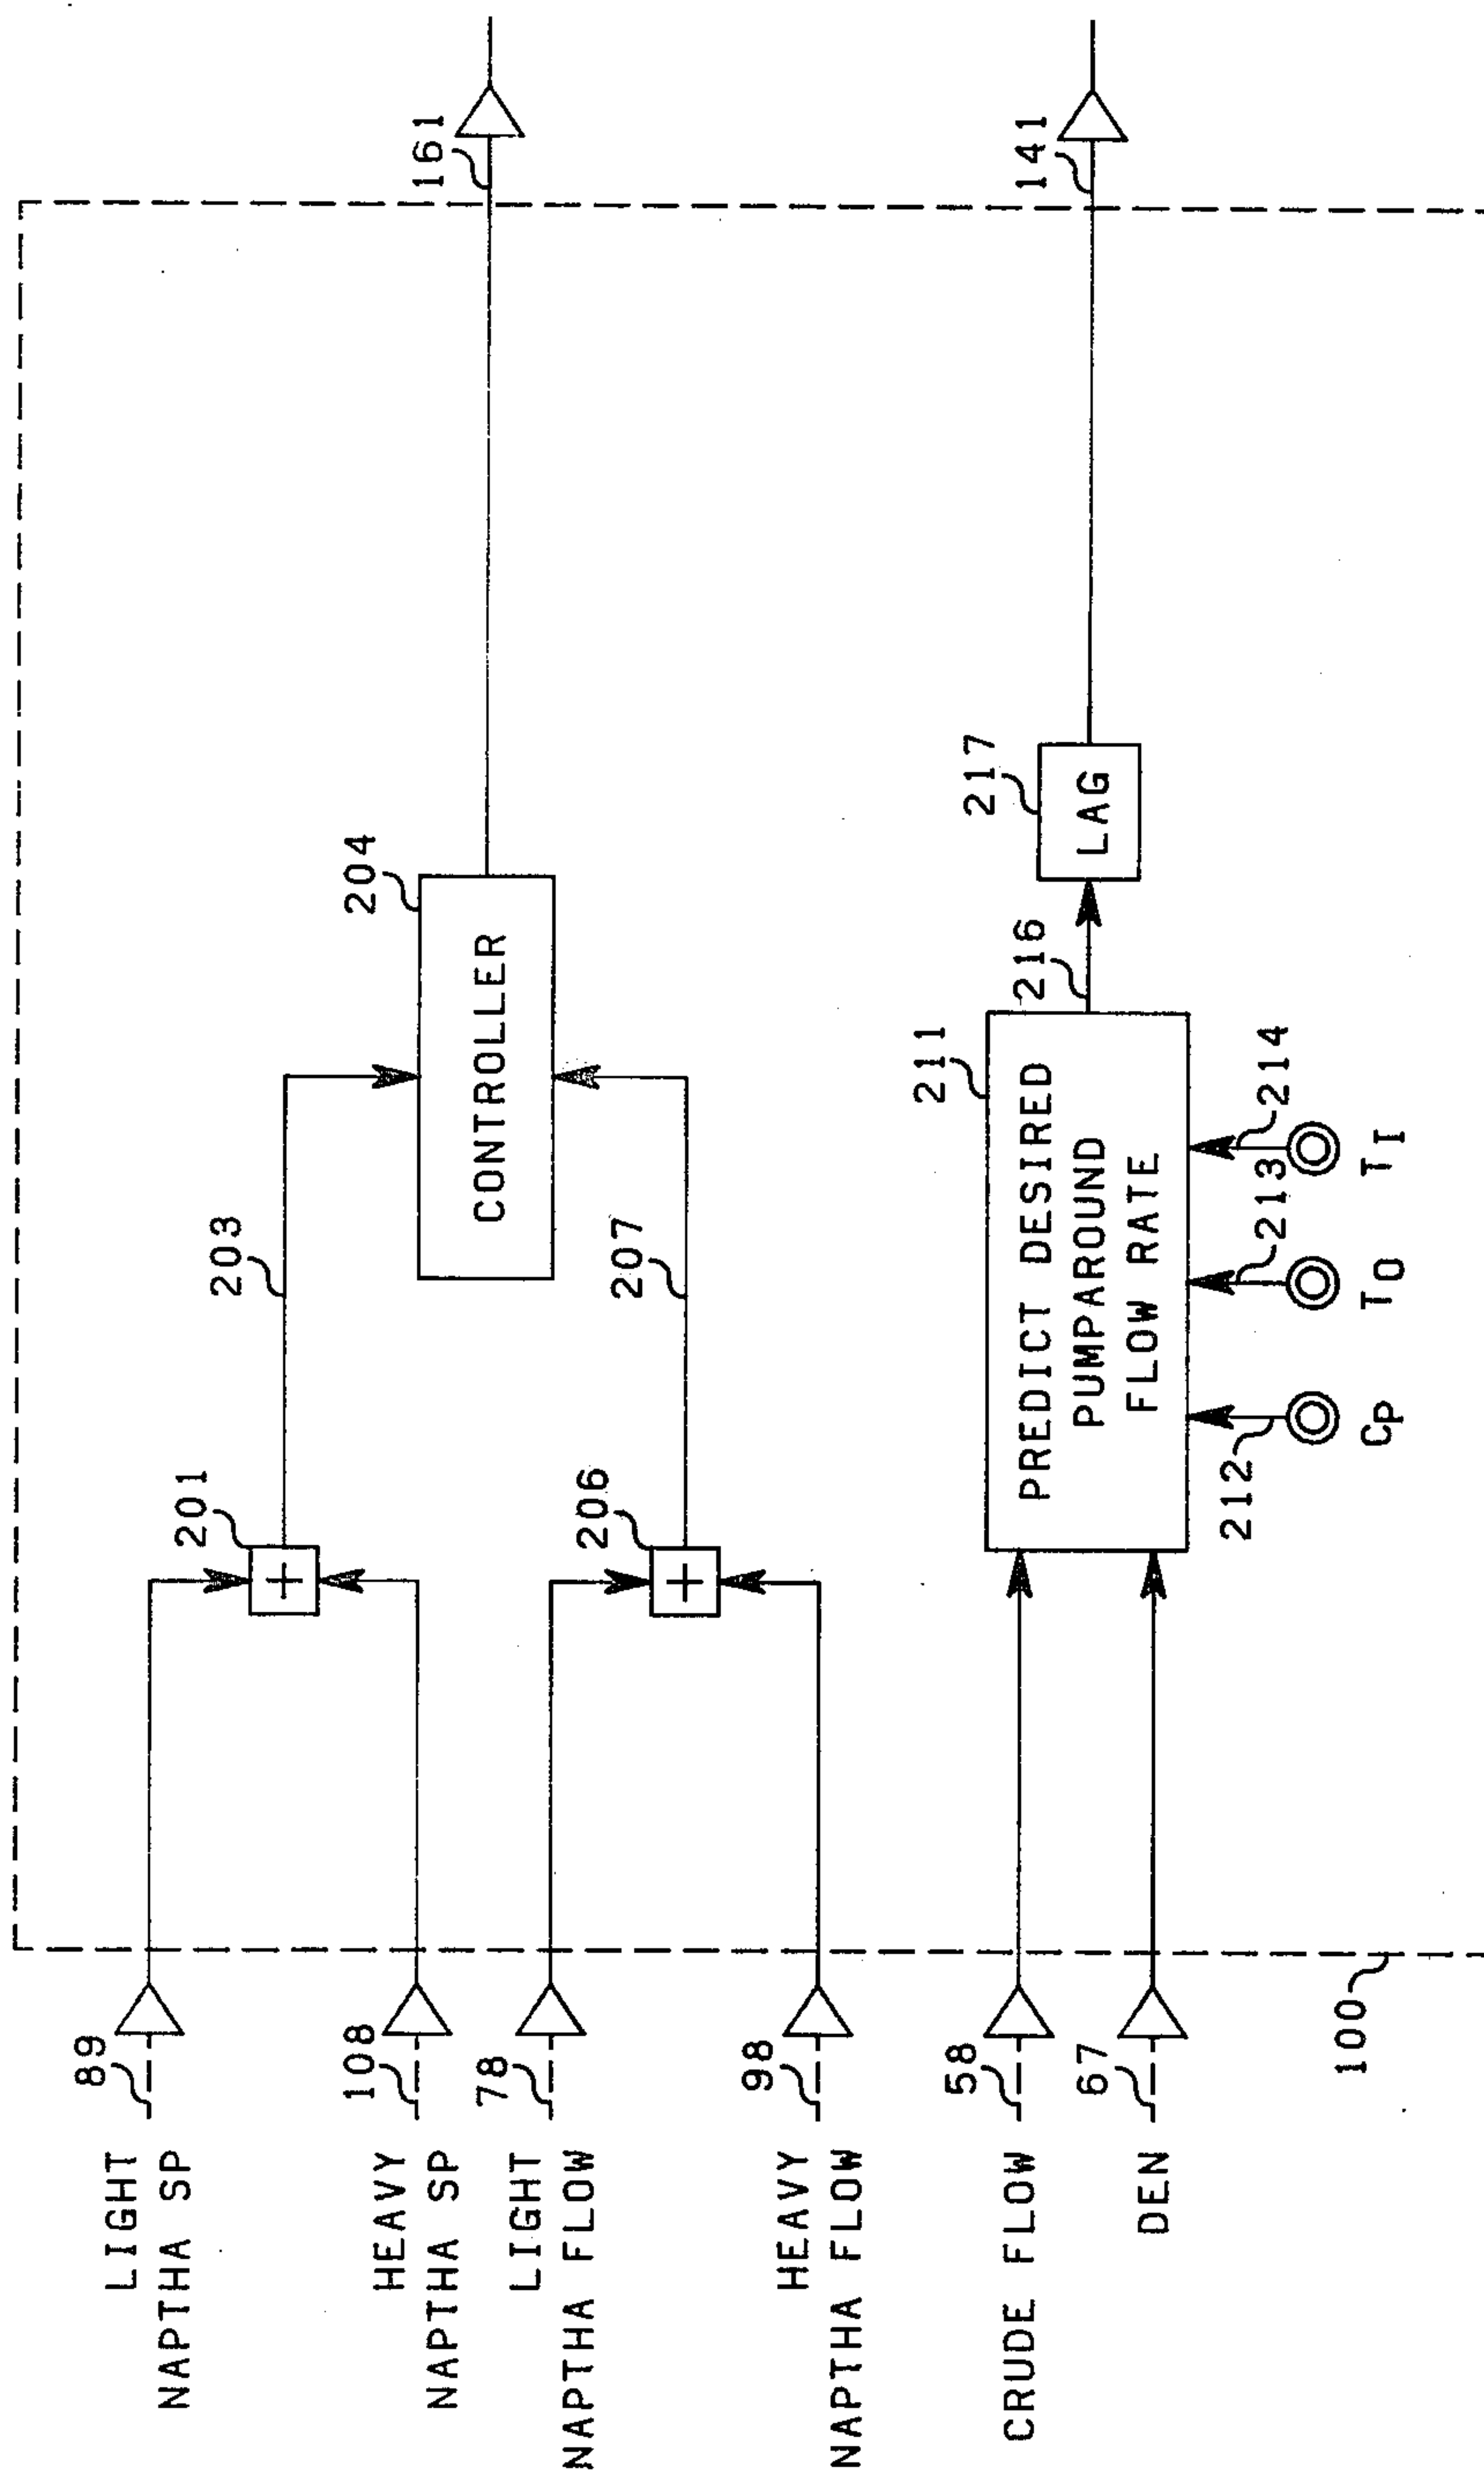 LIGHT
NAPTHA SP
89
HEAVY
NAPTHA SP
108
LIGHT
NAPTHA FLOW
78
HEAVY
NAPTHA FLOW
98
CRUDE FLOW
58
DEN
67
100
201
203
206
207
204
CONTROLLER
161
211
PREDICT DESIRED
PUMPAROUND
FLOW RATE
212
213
214
CP
TO
TI
216
217
LAG
141